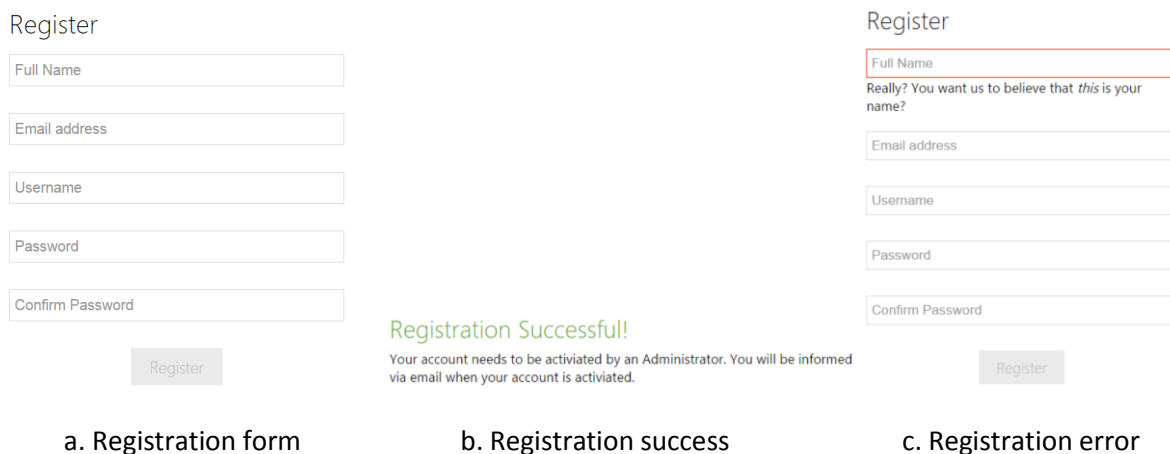 Register
Full Name
Email address
Username
Password
Confirm Password
Register
a. Registration form
Registration Successful!
Your account needs to be activiated by an Administrator. You will be informed
via email when your account is activiated.
b. Registration success
Register
Full Name
Really? You want us to believe that this is your
name?
Email address
Username
Password
Confirm Password
Register
c. Registration error